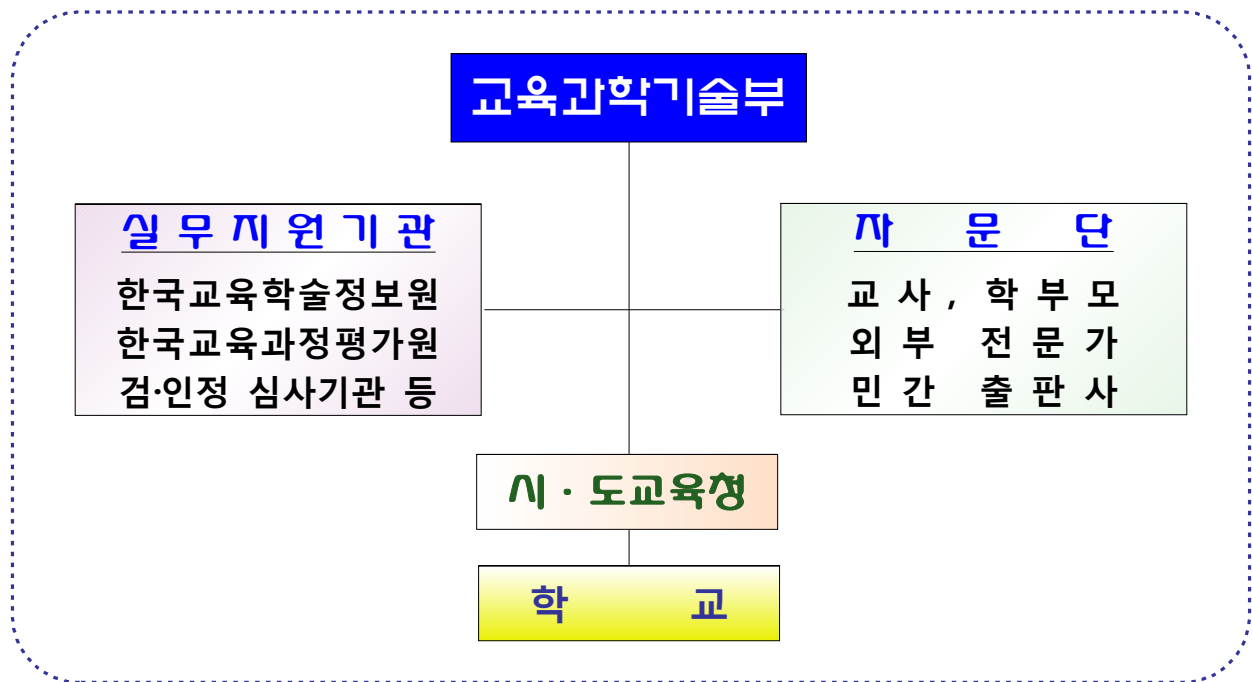 교육과학기술부
실무지원기관
한국교육학술정보원
한국교육과정평가원
검·인정 심사기관 등
자 문 단
교 사 , 학 부 모
외 부 전 문 가
민 간 출 판 사
시 · 도교육청
학 교